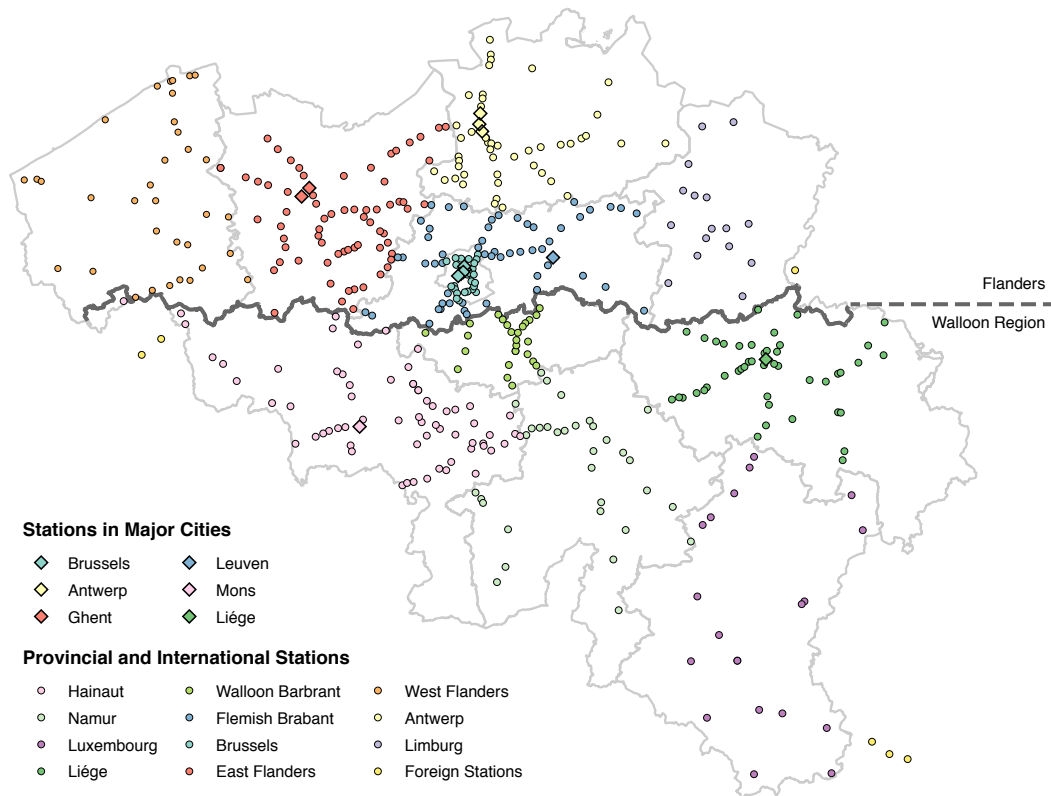 Flanders
Walloon Region
Stations in Major Cities
Brussels
Leuven
Antwerp
Mons
Ghent
Liége
Provincial and International Stations
Hainaut
Walloon Barbrant
West Flanders
Namur
Flemish Brabant
Antwerp
Luxembourg
Brussels
Limburg
Liége
East Flanders
Foreign Stations